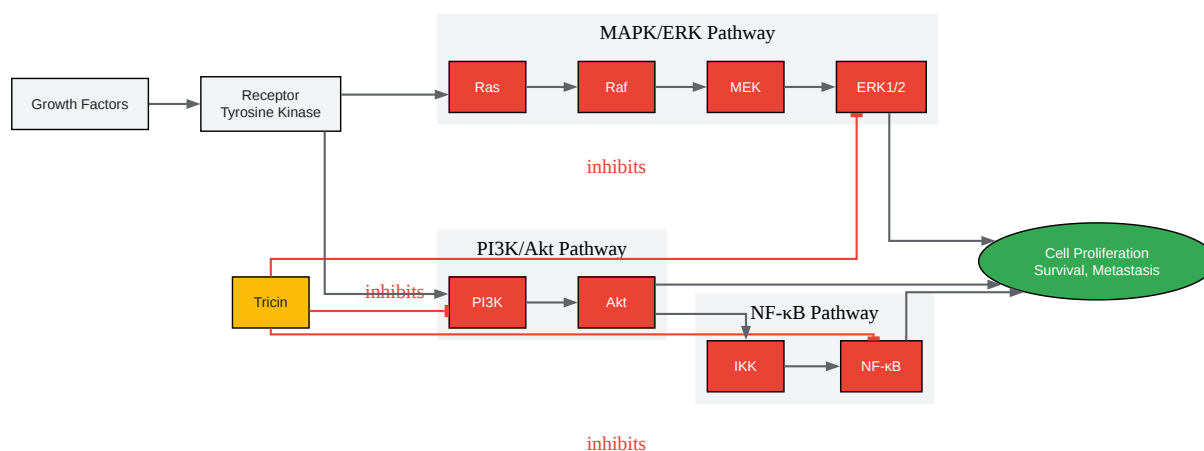 MAPK/ERK Pathway
Growth Factors
Receptor
Tyrosine Kinase
Ras
Raf
MEK
ERK1/2
inhibits
PI3K/Akt Pathway
Tricin
inhibits
PI3K
Akt
Cell Proliferation
Survival, Metastasis
NF-κB Pathway
IKK
NF-κB
inhibits